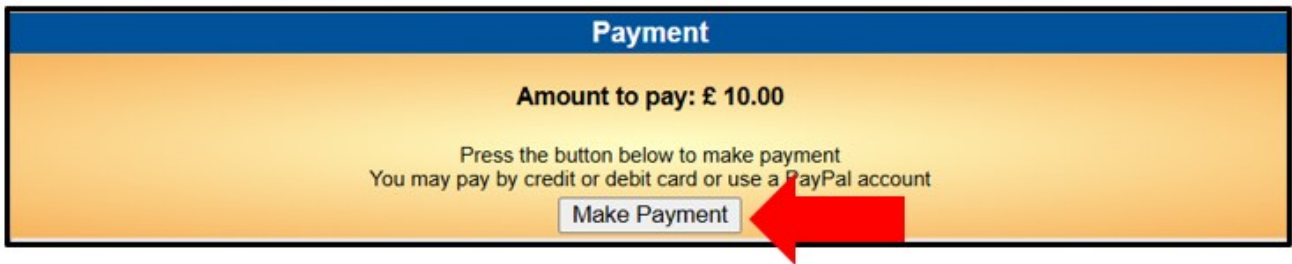 Payment
Amount to pay: £ 10.00
Press the button below to make payment
You may pay by credit or debit card or use a PayPal account
Make Payment